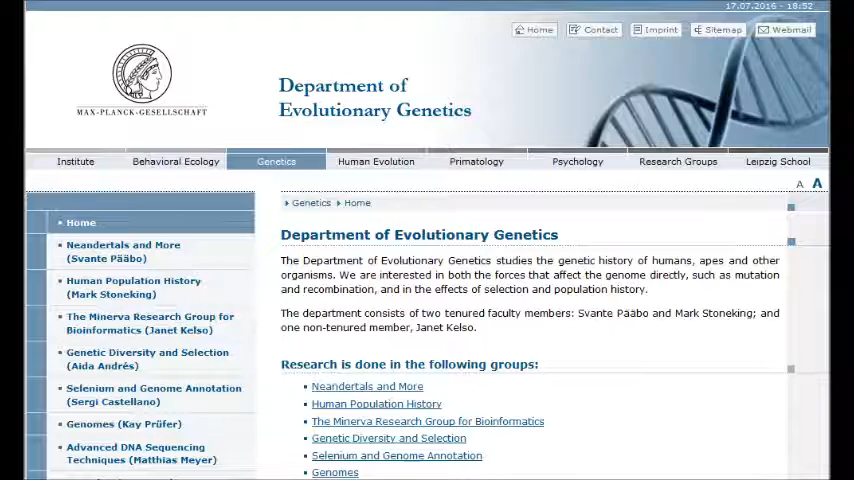 17.07.2016 - 18:52
Home Contact Imprint Sitemap Webmail
MAX-PLANCK-GESELLSCHAFT
Department of
Evolutionary Genetics
Institute Behavioral Ecology Genetics Human Evolution Primatology Psychology Research Groups Leipzig School
A A
Genetics Home
Home
Neandertals and More
(Svante Pääbo)
Human Population History
(Mark Stoneking)
The Minerva Research Group for
Bioinformatics (Janet Kelso)
Genetic Diversity and Selection
(Aida Andrés)
Selenium and Genome Annotation
(Sergi Castellano)
Genomes (Kay Prüfer)
Advanced DNA Sequencing
Techniques (Matthias Meyer)
Department of Evolutionary Genetics
The Department of Evolutionary Genetics studies the genetic history of humans, apes and other
organisms. We are interested in both the forces that affect the genome directly, such as mutation
and recombination, and in the effects of selection and population history.
The department consists of two tenured faculty members: Svante Pääbo and Mark Stoneking; and
one non-tenured member, Janet Kelso.
Research is done in the following groups:
Neandertals and More
Human Population History
The Minerva Research Group for Bioinformatics
Genetic Diversity and Selection
Selenium and Genome Annotation
Genomes